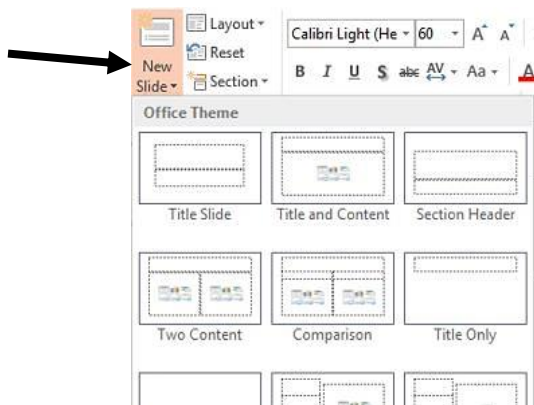 Layout
Reset
New
Slide
Section
Calibri Light (He
60
A A
B I U S abc AV Aa A
Office Theme
Title Slide
Title and Content
Section Header
Two Content
Comparison
Title Only